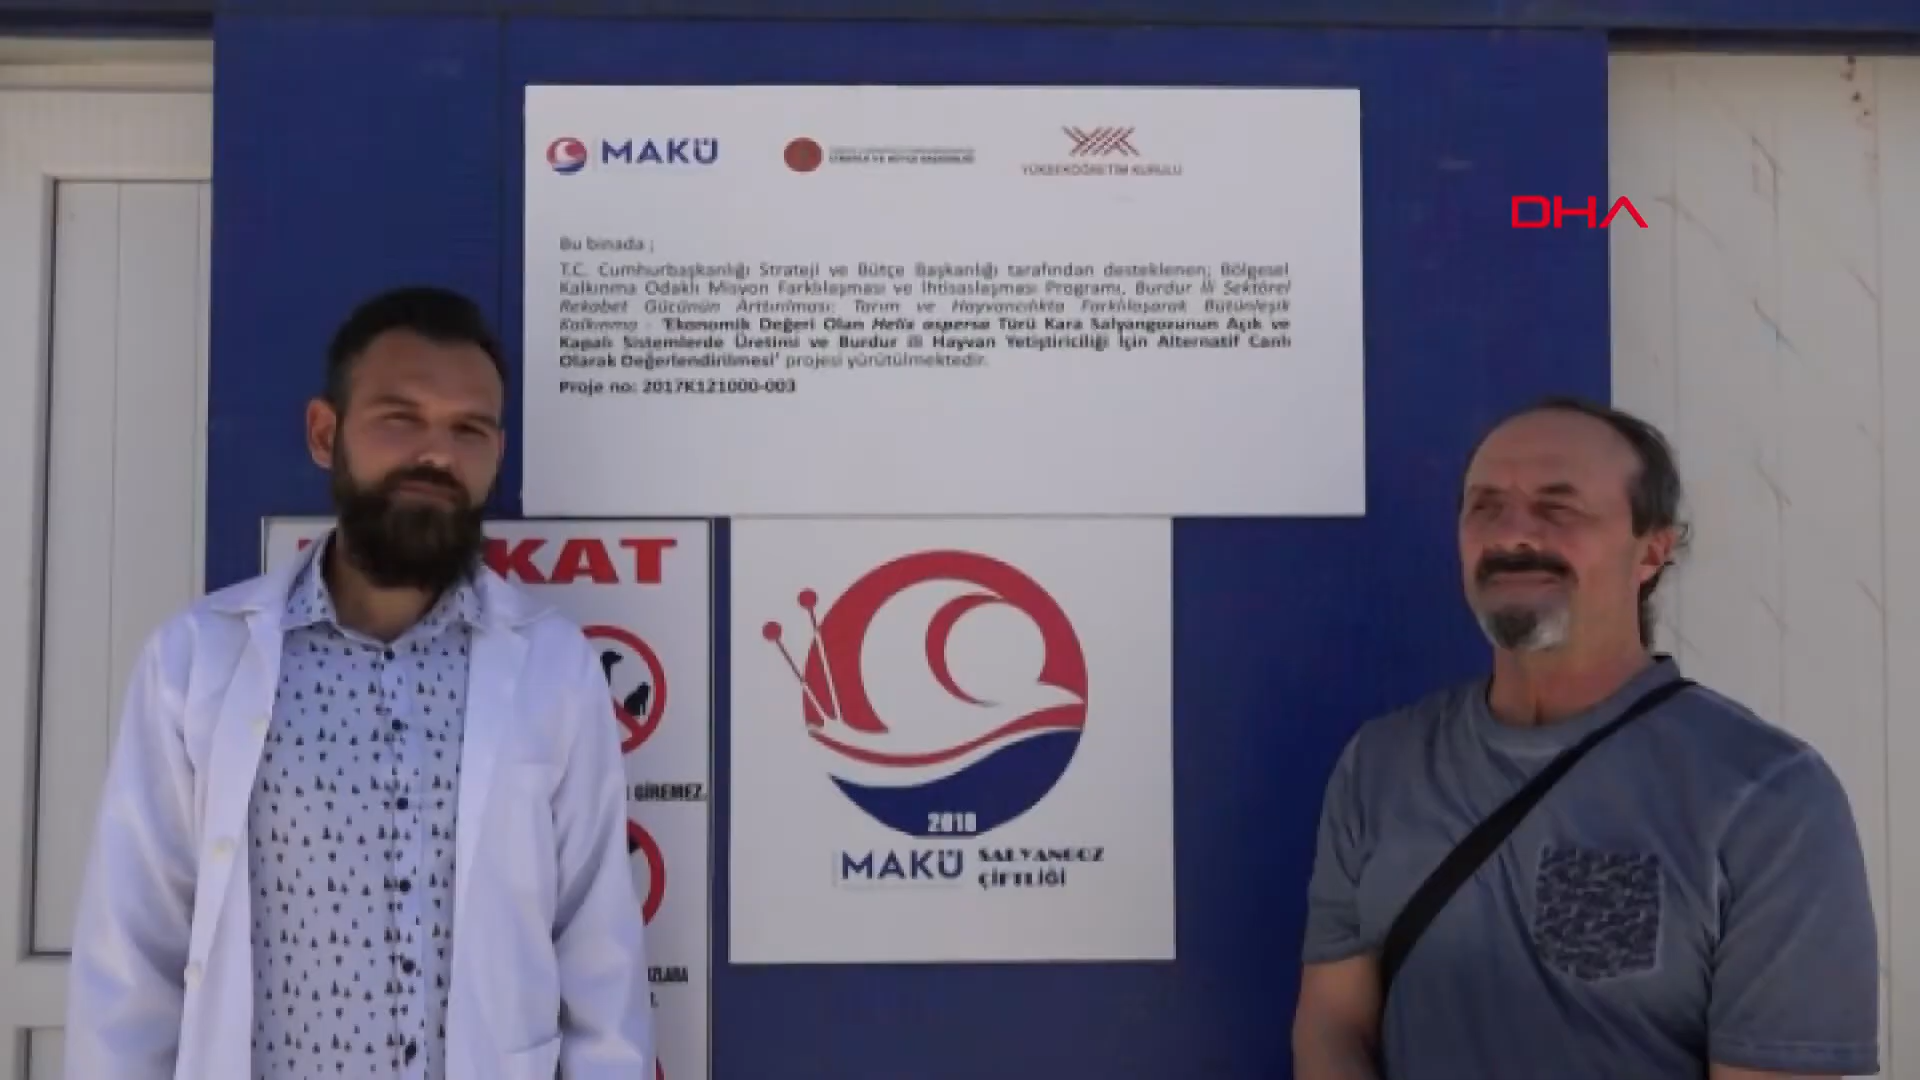 MAKÜ
YÜKSEKÖĞRETİM KURULU
DHA
Bu binada ;
T.C. Cumhurbaşkanlığı Strateji ve Bütçe Başkanlığı tarafından desteklenen; Bölgesel
Kalkınma Odaklı Misyon Farklılaşması ve İhtisaslaşması Programı, Burdur ili Sektörel
Rekabet Gücünün Arttırılması: Tarım ve Hayvancılıkta Farklılaşarak Bütünleşik
Kalkınma - 'Ekonomik Değeri Olan Helix aspersa Türü Kara Salyangozunun Açık ve
Kapalı Sistemlerde Üretimi ve Burdur ili Hayvan Yetiştiriciliği İçin Alternatif Canlı
Olarak Değerlendirilmesi' projesi yürütülmektedir.
Proje no: 2017K121000-003
KAT
GİREMEZ.
2018
MAKÜ SALYANGOZ
ÇİFTLİĞİ